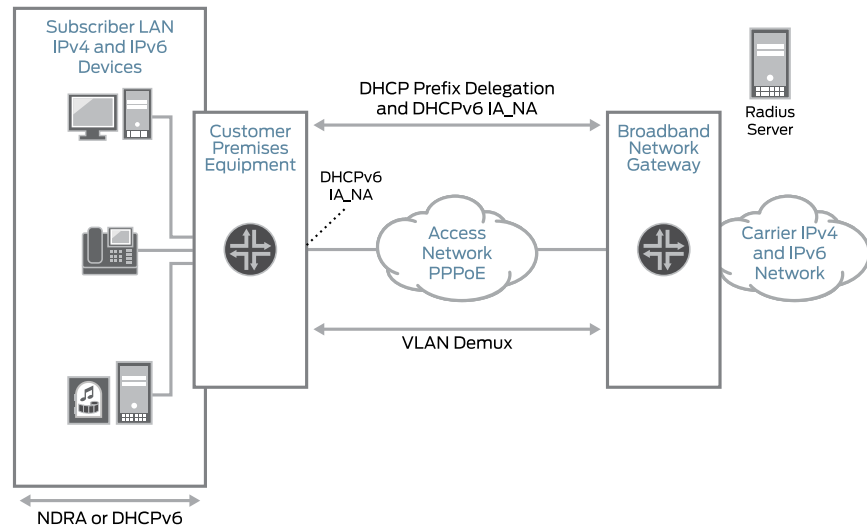 Subscriber LAN
IPv4 and IPv6
Devices
DHCP Prefix Delegation
and DHCPv6 IA_NA
Radius
Server
Customer
Premises
Equipment
Broadband
Network
Gateway
DHCPv6
IA_NA
Access
Network
PPPoE
Carrier IPv4
and IPv6
Network
VLAN Demux
NDRA or DHCPv6